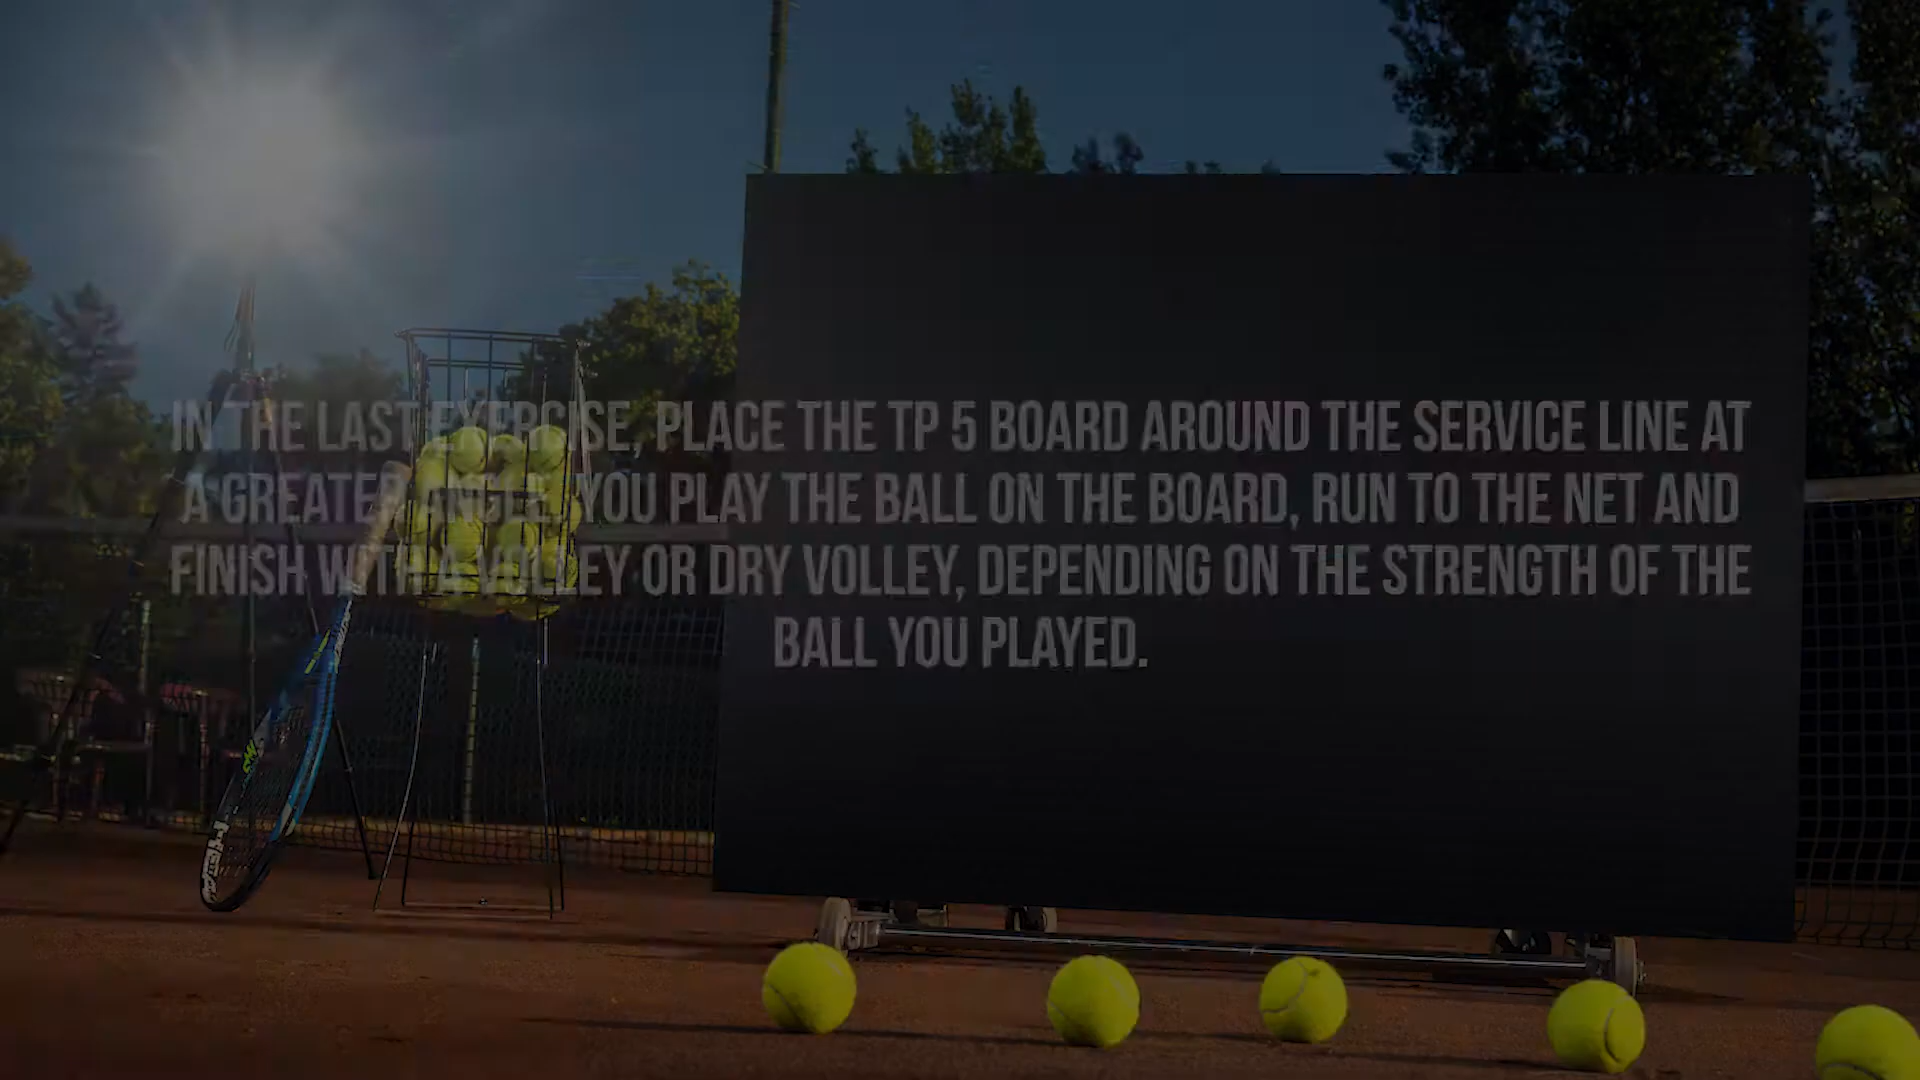 IN THE LAST EXERCISE, PLACE THE TP 5 BOARD AROUND THE SERVICE LINE AT
A GREATER ANGLE. YOU PLAY THE BALL ON THE BOARD, RUN TO THE NET AND
FINISH WITH A VOLLEY OR DRY VOLLEY, DEPENDING ON THE STRENGTH OF THE
BALL YOU PLAYED.